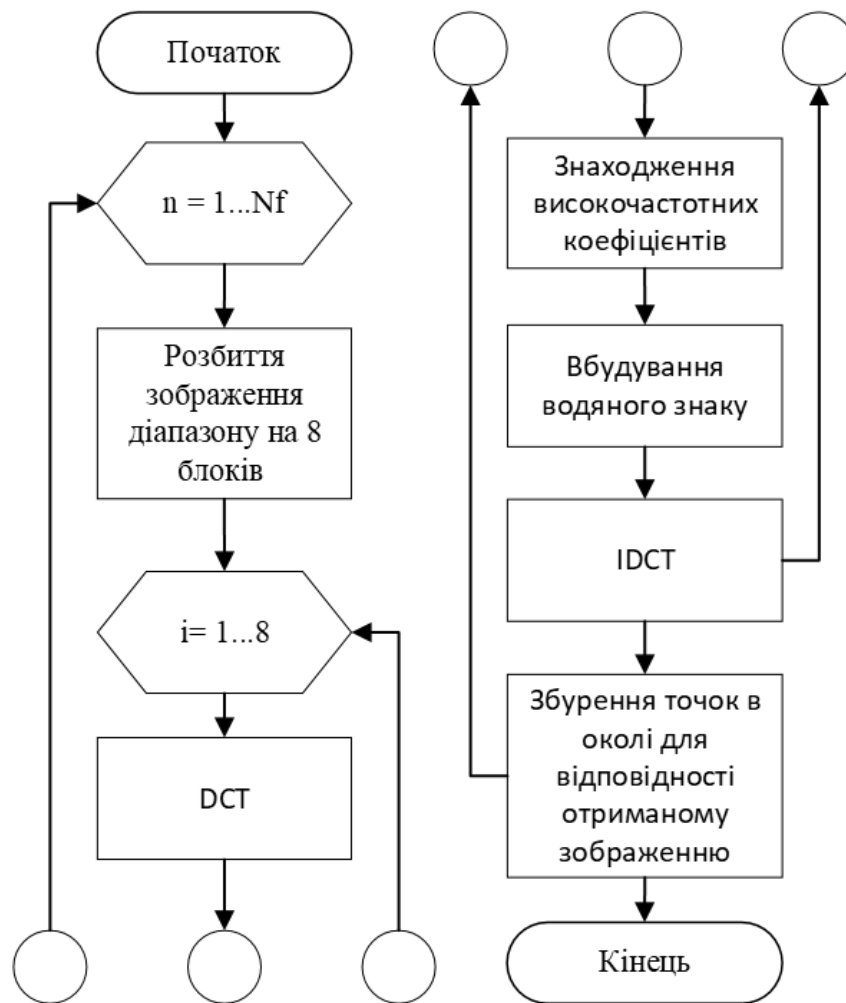 Початок
n = 1...Nf
Розбиття
зображення
діапазону на 8
блоків
i= 1...8
DCT
Знаходження
високочастотних
коефіцієнтів
Вбудування
водяного знаку
IDCT
Збурення точок в
околі для
відповідності
отриманому
зображенню
Кінець